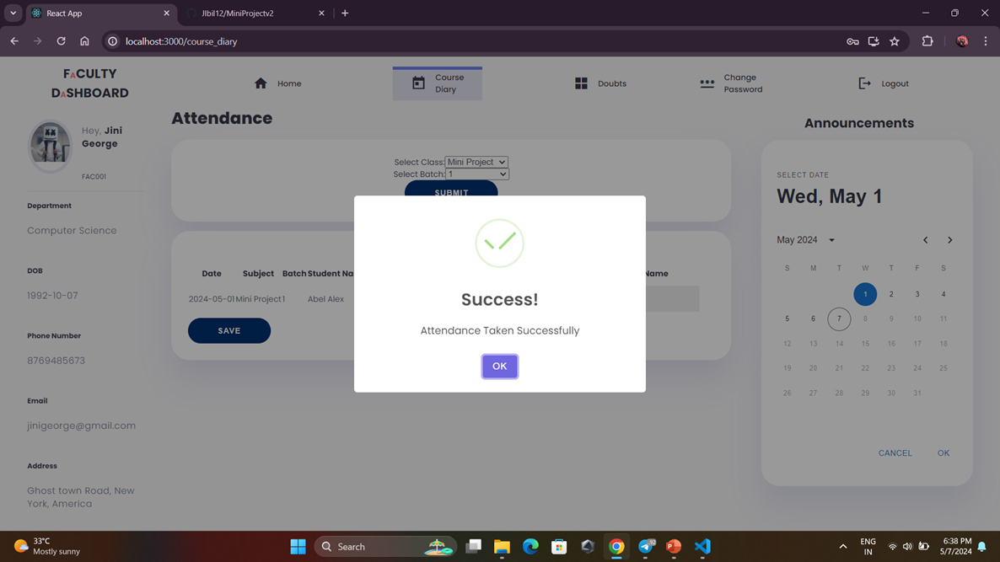 React App
JIbiI12/MiniProjectv2
localhost:3000/course_diary
FaCULTY
DaSHBOARD
Home
Course
Diary
Doubts
Change
Password
Logout
Hey, Jini
George
FAC001
Department
Computer Science
DOB
1992-10-07
Phone Number
8769485673
Email
jinigeorge@gmail.com
Address
Ghost town Road, New
York, America
Attendance
Select Class: Mini Project
Select Batch: 1
SUBMIT
Date Subject Batch Student Na
Name
2024-05-01 Mini Project 1 Abel Alex
SAVE
Success!
Attendance Taken Successfully
OK
Announcements
SELECT DATE
Wed, May 1
May 2024
S M T W T F S
1 2 3 4
5 6 7 8 9 10 11
12 13 14 15 16 17 18
19 20 21 22 23 24 25
26 27 28 29 30 31
CANCEL OK
33°C
Mostly sunny
Search
92
ENG
IN
6:38 PM
5/7/2024